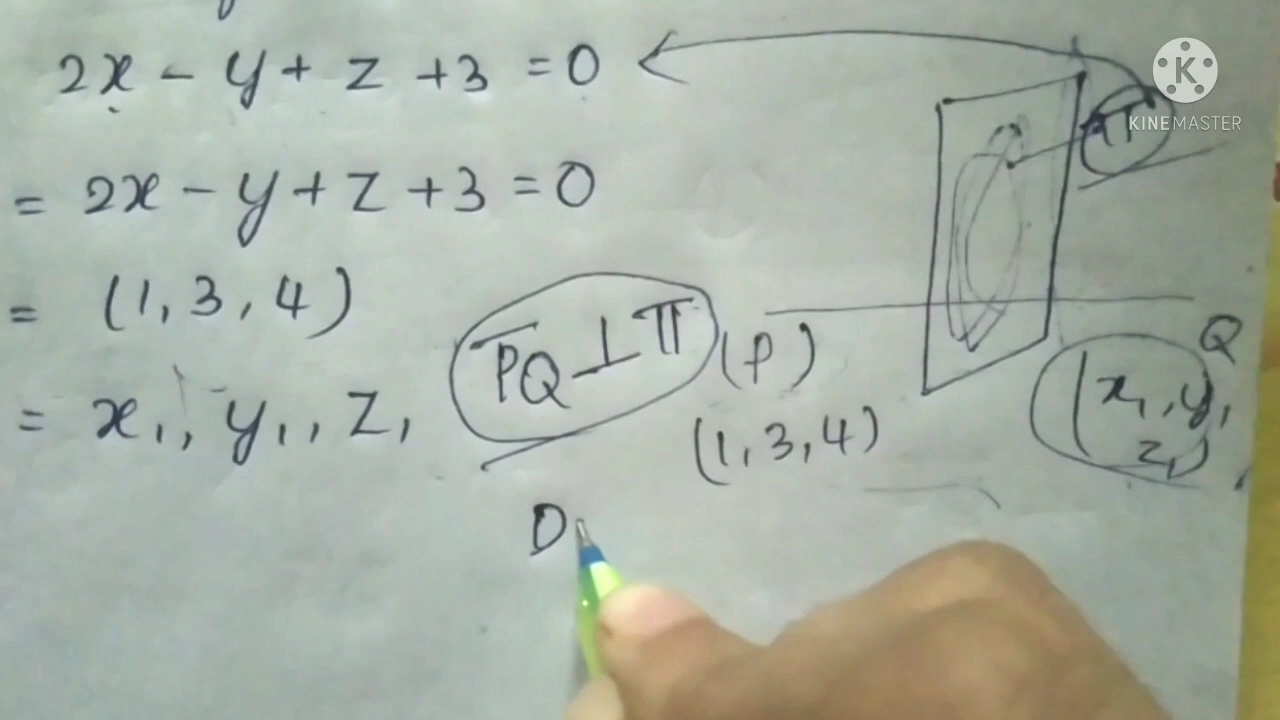 2x - y + z + 3 = 0
= 2x - y + z + 3 = 0
= (1, 3, 4)
= x₁, y₁, z₁
PQ ⊥ π
(P)
(1, 3, 4)
Q
(x₁, y₁,
z₁)
π
D
K
KINEMASTER